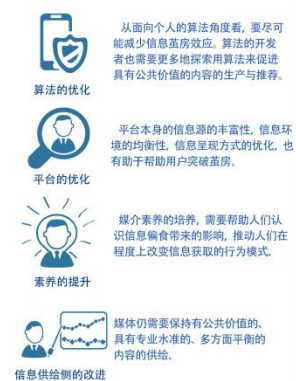 从面向个人的算法角度看，要尽可
能减少信息茧房效应。算法的开发
者也需要更多地探索用算法来促进
具有公共价值的内容的生产与推荐。
算法的优化
平台本身的信息源的丰富性，信息环
境的均衡性，信息呈现方式的优化，也
有助于帮助用户突破茧房。
平台的优化
媒介素养的培养，需要帮助人们认
识信息偏食带来的影响，推动人们在
程度上改变信息获取的行为模式.
素养的提升
媒体仍需要保持有公共价值的、
具有专业水准的、多方面平衡的
内容的供给.
信息供给侧的改进